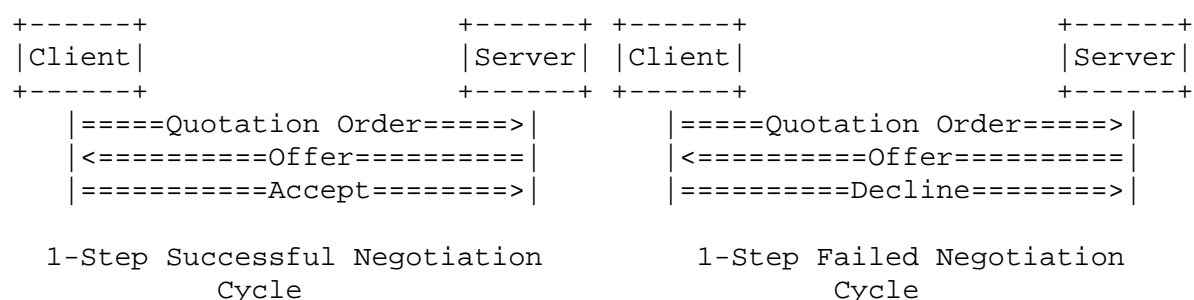 +------+                   +------+ +------+                   +------+
|Client|                   |Server| |Client|                   |Server|
+------+                   +------+ +------+                   +------+
   |=====Quotation Order=====>|        |=====Quotation Order=====>|
   |<==========Offer==========|        |<==========Offer==========|
   |===========Accept========>|        |==========Decline========>|

  1-Step Successful Negotiation         1-Step Failed Negotiation
            Cycle                                 Cycle